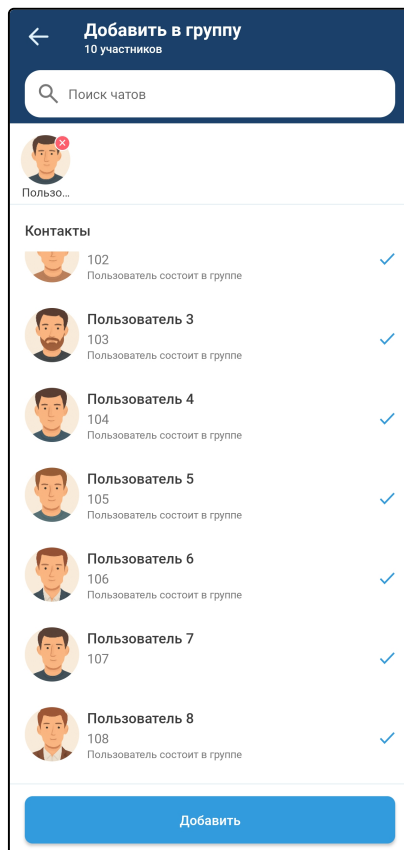 Добавить в группу
10 участников
Поиск чатов
Пользо...
Контакты
102
Пользователь состоит в группе
Пользователь 3
103
Пользователь состоит в группе
Пользователь 4
104
Пользователь состоит в группе
Пользователь 5
105
Пользователь состоит в группе
Пользователь 6
106
Пользователь состоит в группе
Пользователь 7
107
Пользователь 8
108
Пользователь состоит в группе
Добавить